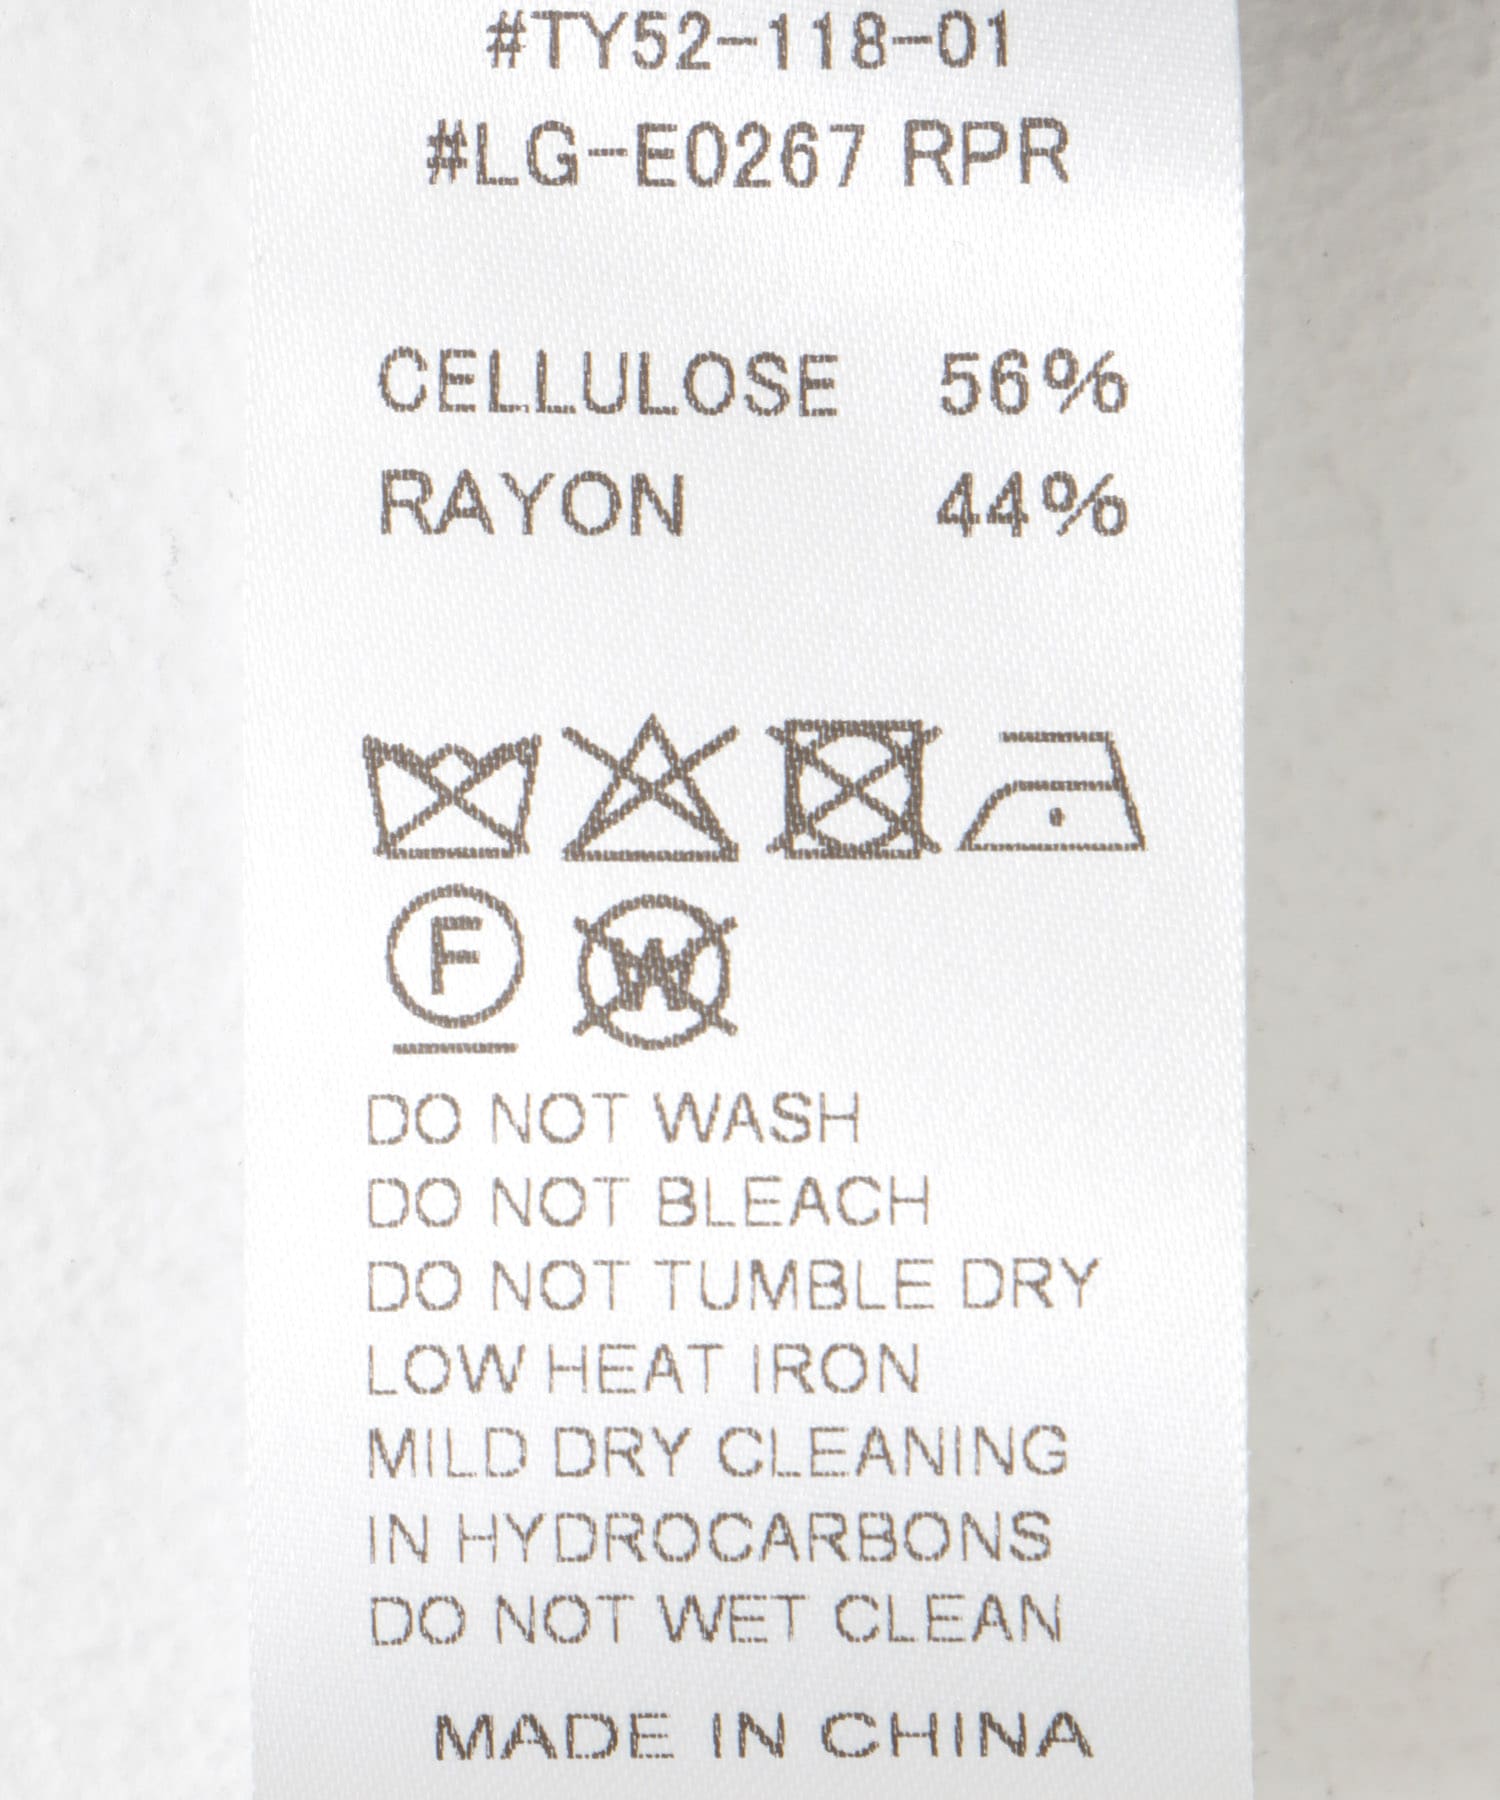 #TY52-118-01
#LG-E0267 RPR
CELLULOSE 56%
RAYON 44%
F W
DO NOT WASH
DO NOT BLEACH
DO NOT TUMBLE DRY
LOW HEAT IRON
MILD DRY CLEANING
IN HYDROCARBONS
DO NOT WET CLEAN
MADE IN CHINA